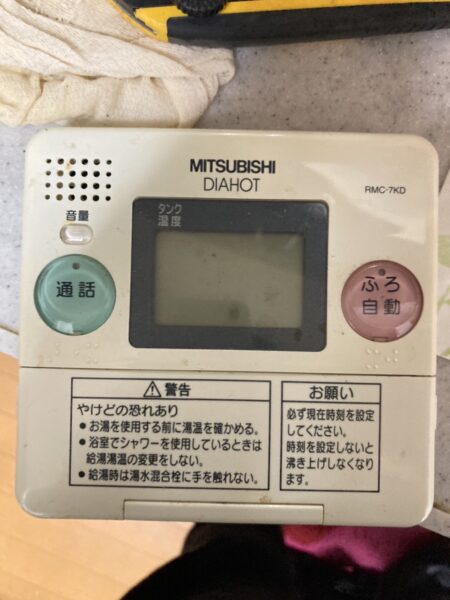 MITSUBISHI
DIAHOT
RMC-7KD
音量
タンク
温度
通話
ふろ
自動
⚠警告
やけどの恐れあり
●お湯を使用する前に湯温を確かめる。
●浴室でシャワーを使用しているときは
給湯湯温の変更をしない。
●給湯時は湯水混合栓に手を触れない。
お願い
必ず現在時刻を設定
してください。
時刻を設定しないと
沸き上げしなくなり
ます。